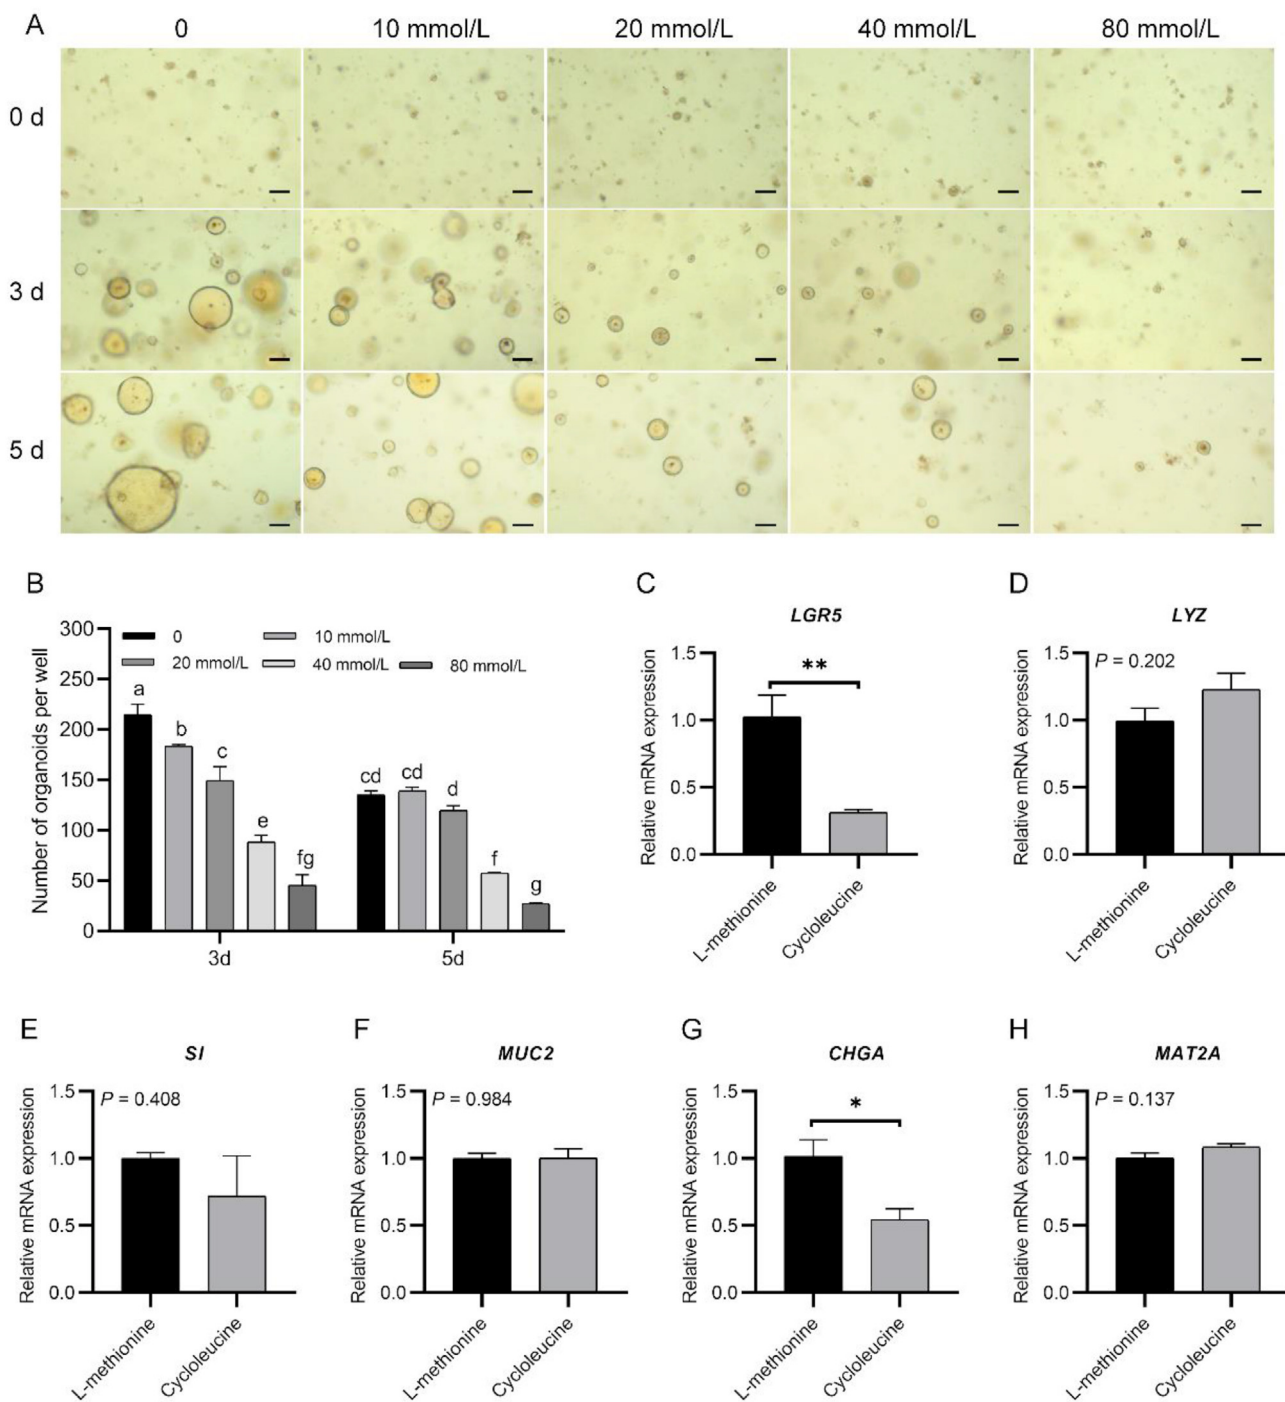 A
0 10 mmol/L 20 mmol/L 40 mmol/L 80 mmol/L
0 d
3 d
5 d
B
300
250
200
150
100
50
0
Number of organoids per well
0 10 mmol/L
20 mmol/L 40 mmol/L 80 mmol/L
a b c e fg cd cd d f g
3d 5d
C
LGR5
Relative mRNA expression
1.5
1.0
0.5
0.0
**
L-methionine
Cycloleucine
D
LYZ
Relative mRNA expression
1.5
1.0
0.5
0.0
P = 0.202
L-methionine
Cycloleucine
E
SI
Relative mRNA expression
1.5
1.0
0.5
0.0
P = 0.408
L-methionine
Cycloleucine
F
MUC2
Relative mRNA expression
1.5
1.0
0.5
0.0
P = 0.984
L-methionine
Cycloleucine
G
CHGA
Relative mRNA expression
1.5
1.0
0.5
0.0
*
L-methionine
Cycloleucine
H
MAT2A
Relative mRNA expression
1.5
1.0
0.5
0.0
P = 0.137
L-methionine
Cycloleucine